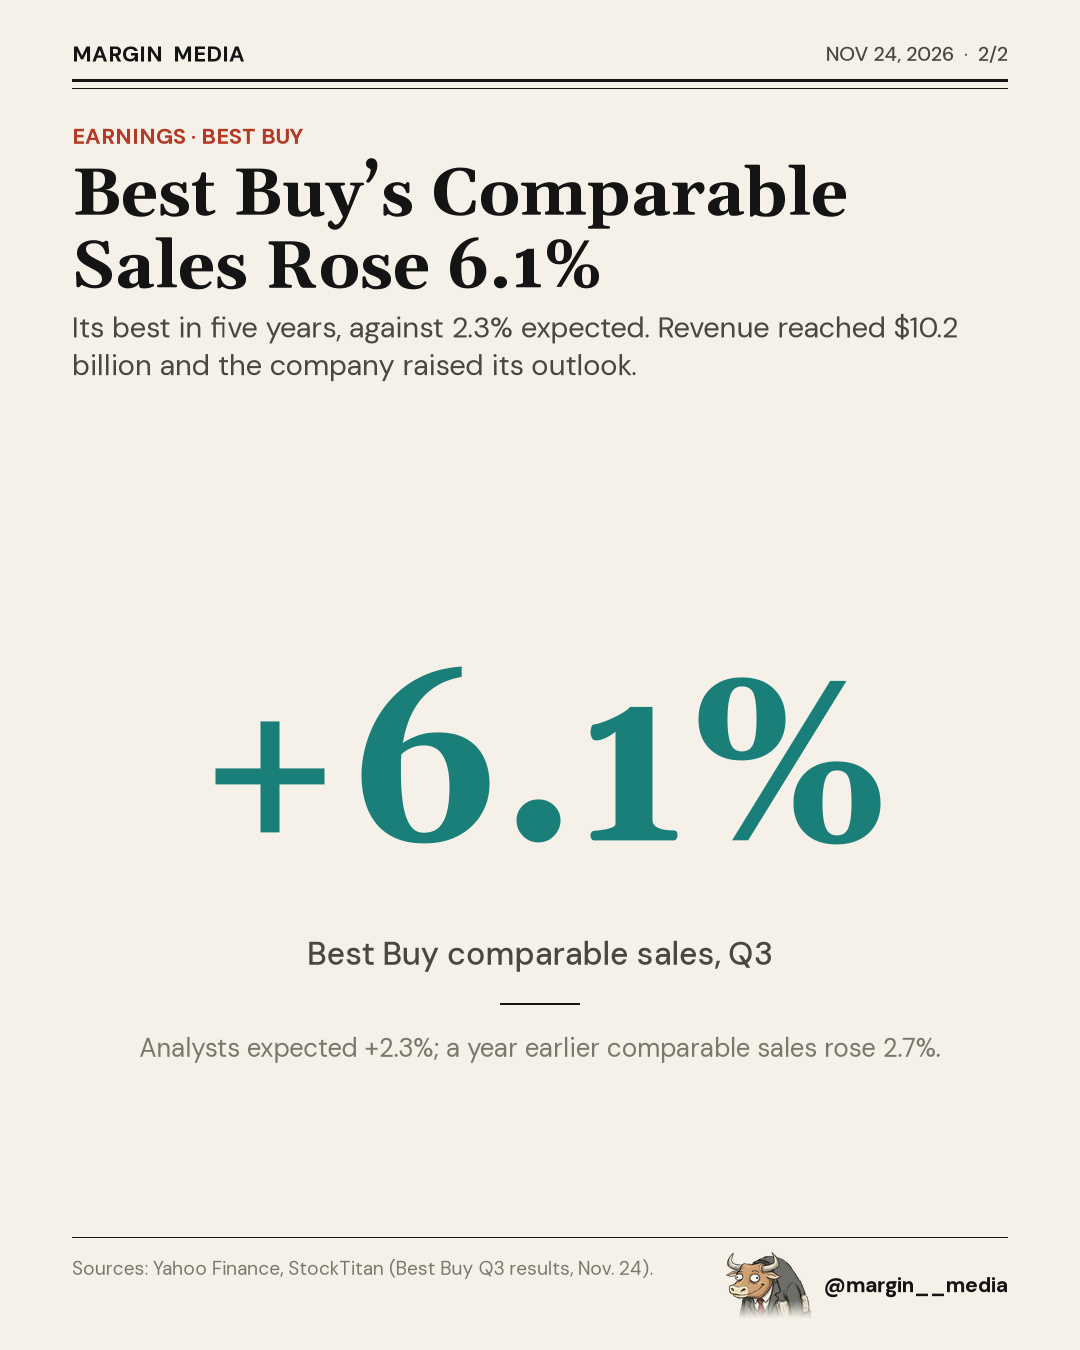 MARGIN MEDIA
NOV 24, 2026 · 2/2
EARNINGS · BEST BUY
Best Buy’s Comparable
Sales Rose 6.1%
Its best in five years, against 2.3% expected. Revenue reached $10.2
billion and the company raised its outlook.
+6.1%
Best Buy comparable sales, Q3
Analysts expected +2.3%; a year earlier comparable sales rose 2.7%.
Sources: Yahoo Finance, StockTitan (Best Buy Q3 results, Nov. 24).
@margin__media